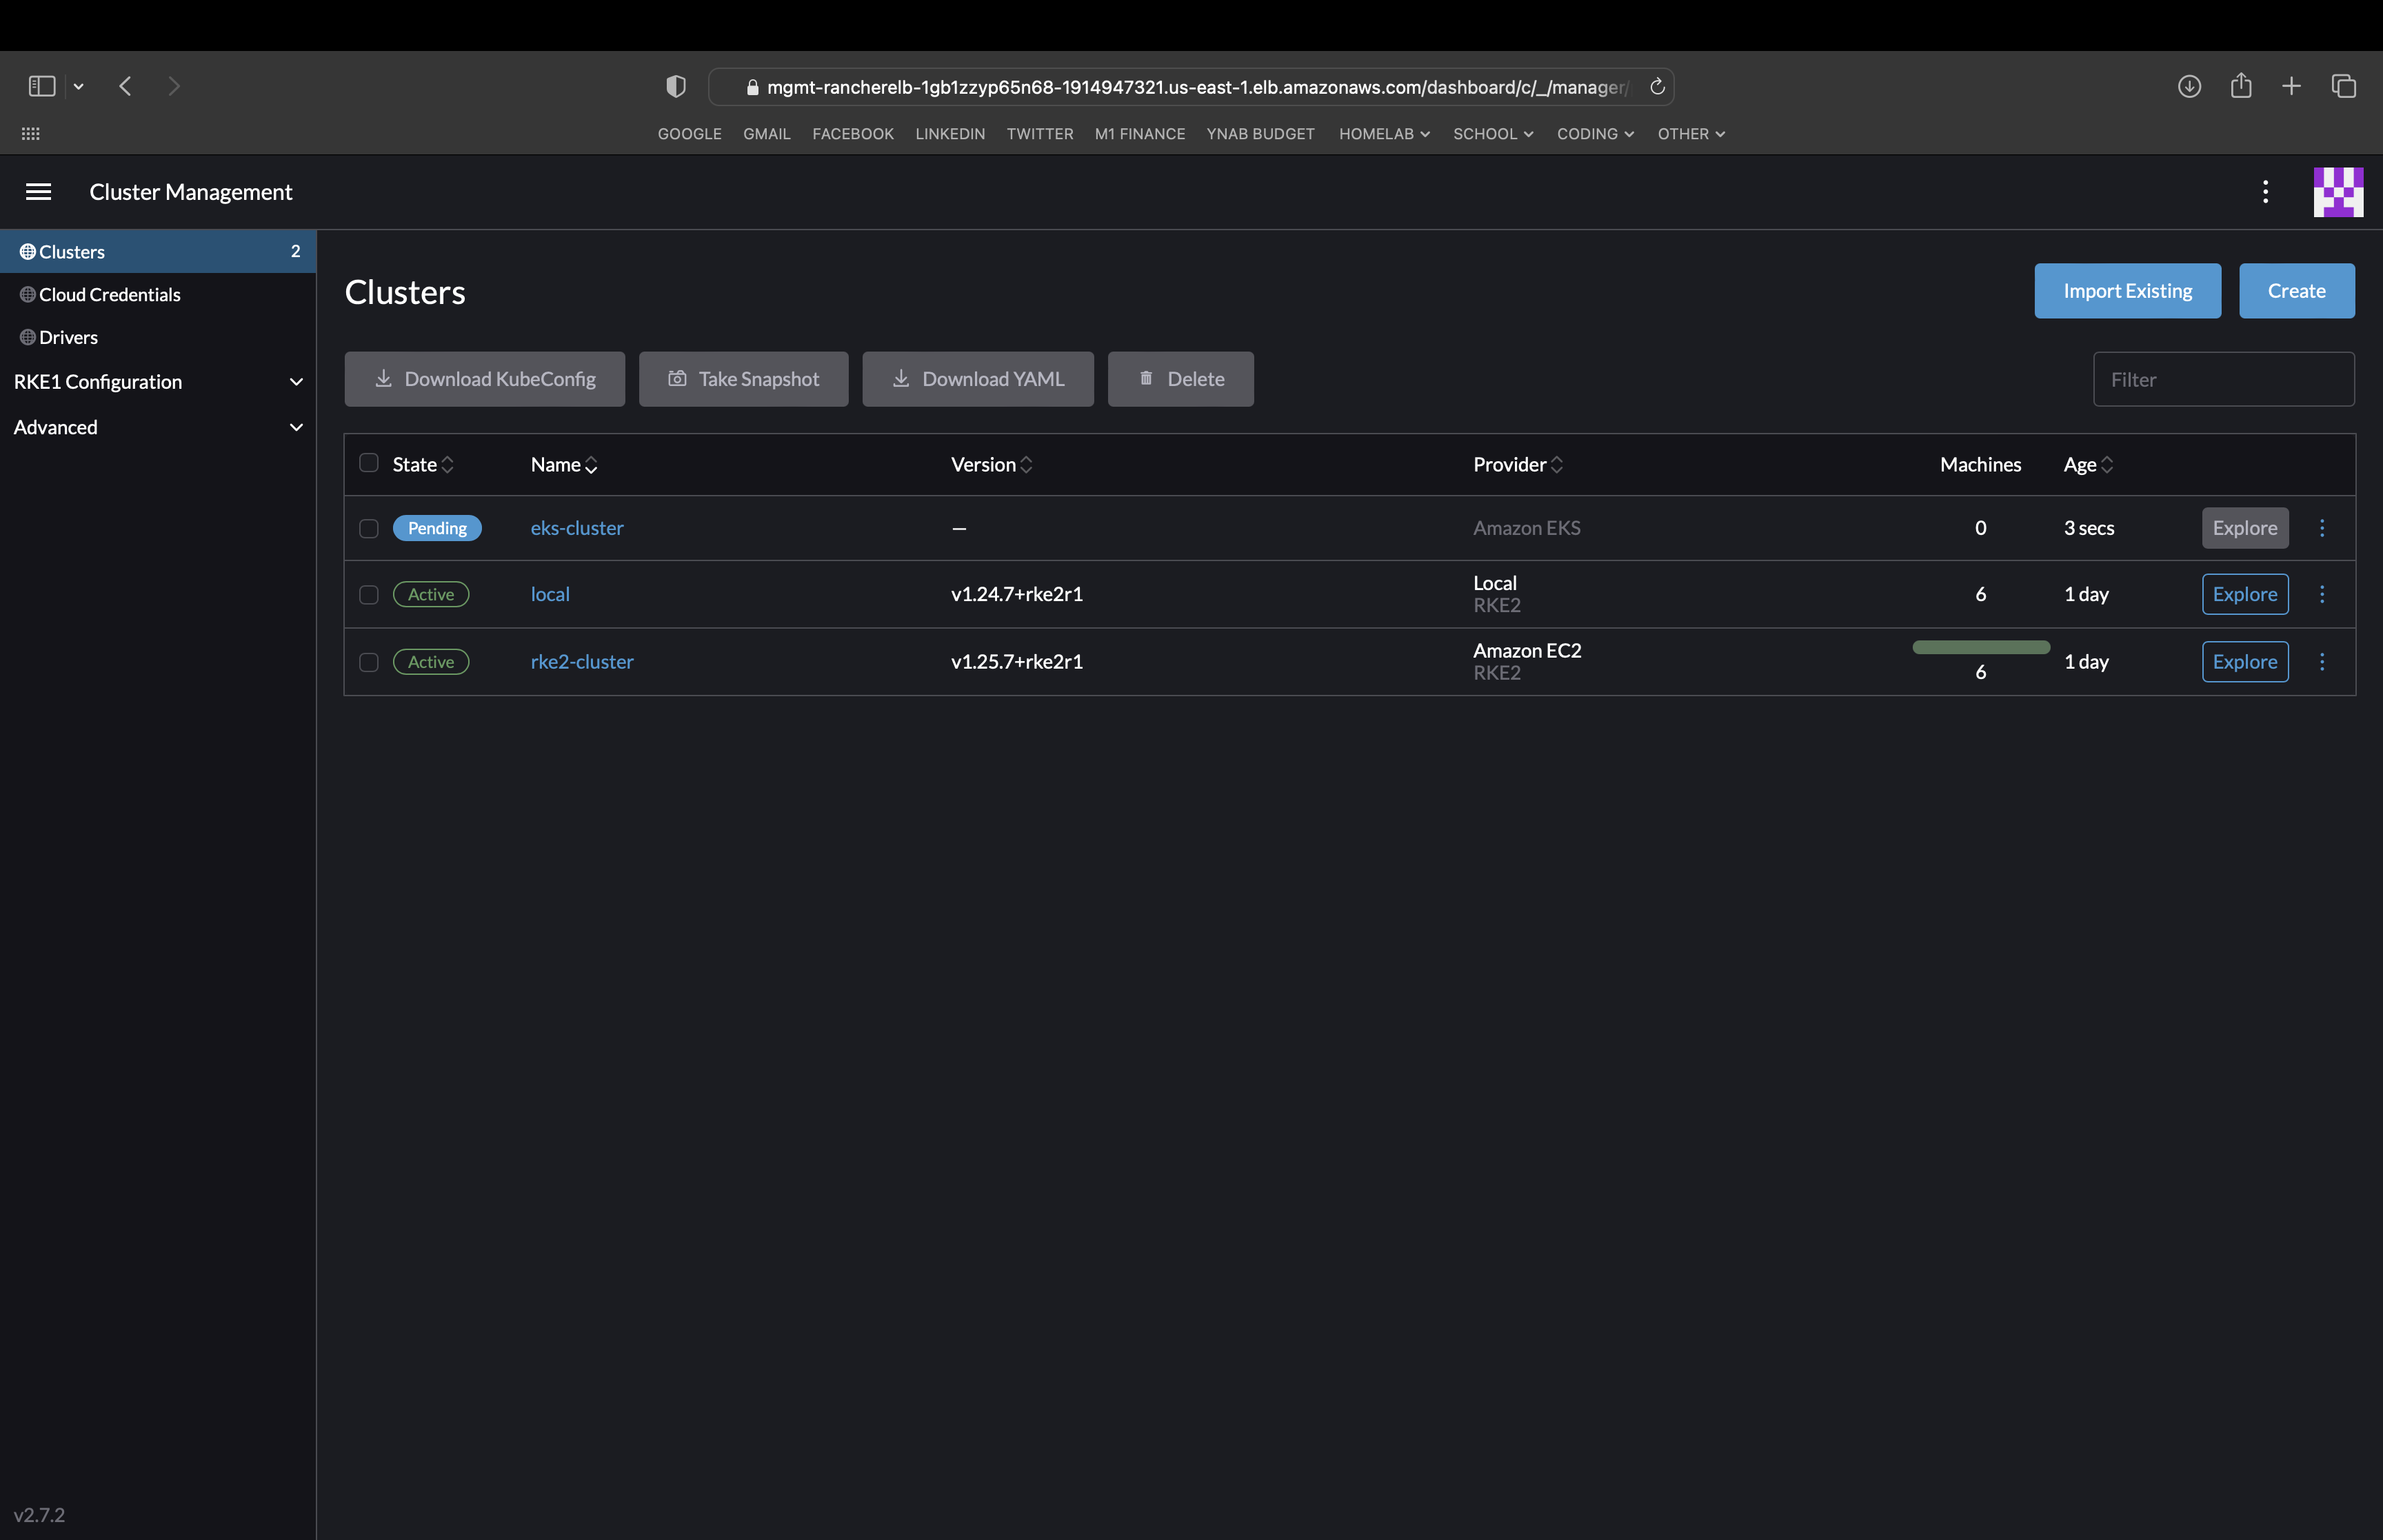 mgmt-rancherelb-1gb1zzyp65n68-1914947321.us-east-1.elb.amazonaws.com/dashboard/c/_/manager/
GOOGLE GMAIL FACEBOOK LINKEDIN TWITTER M1 FINANCE YNAB BUDGET HOMELAB SCHOOL CODING OTHER
Cluster Management
Clusters 2
Cloud Credentials
Drivers
RKE1 Configuration
Advanced
Clusters
Import Existing Create
Download KubeConfig Take Snapshot Download YAML Delete Filter
State Name Version Provider Machines Age
Pending eks-cluster — Amazon EKS 0 3 secs Explore
Active local v1.24.7+rke2r1 Local RKE2 6 1 day Explore
Active rke2-cluster v1.25.7+rke2r1 Amazon EC2 RKE2 6 1 day Explore
v2.7.2